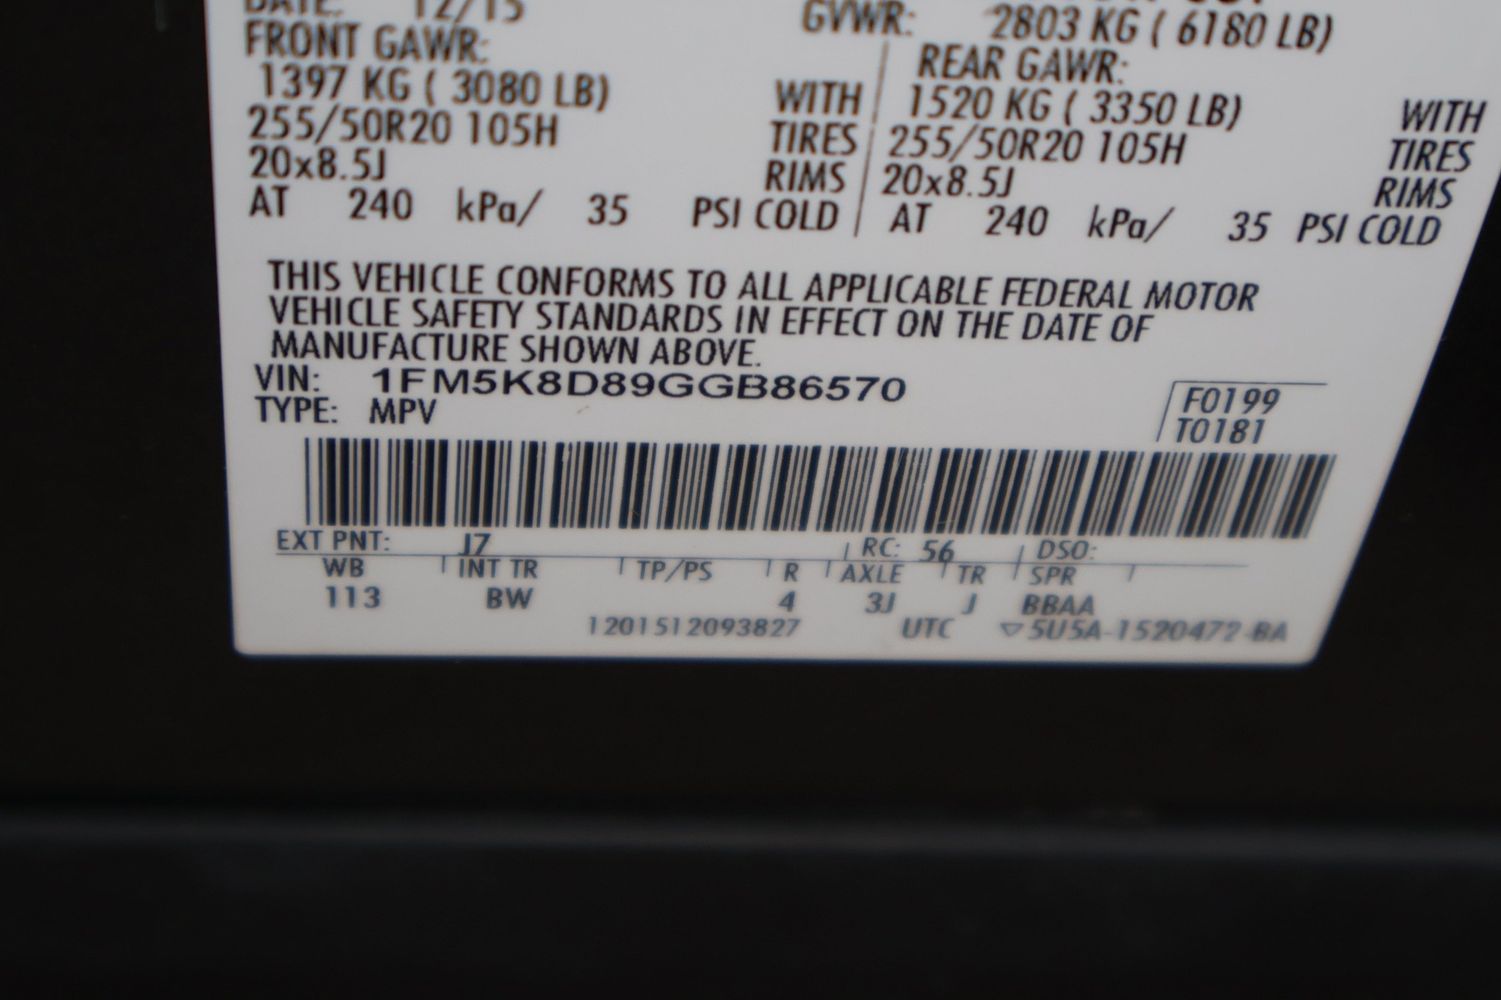 DATE: 12/15 GVWR: 2803 KG ( 6180 LB)
FRONT GAWR: REAR GAWR:
1397 KG ( 3080 LB) WITH 1520 KG ( 3350 LB) WITH
255/50R20 105H TIRES 255/50R20 105H TIRES
20x8.5J RIMS 20x8.5J RIMS
AT 240 kPa/ 35 PSI COLD AT 240 kPa/ 35 PSI COLD
THIS VEHICLE CONFORMS TO ALL APPLICABLE FEDERAL MOTOR
VEHICLE SAFETY STANDARDS IN EFFECT ON THE DATE OF
MANUFACTURE SHOWN ABOVE.
VIN: 1FM5K8D89GGB86570 F0199
TYPE: MPV T0181
EXT PNT: J7 RC: 56 DSO:
WB INT TR TP/PS R AXLE TR SPR
113 BW 4 3J J BBAA
1201512093827 UTC ▽5U5A-1520472-BA